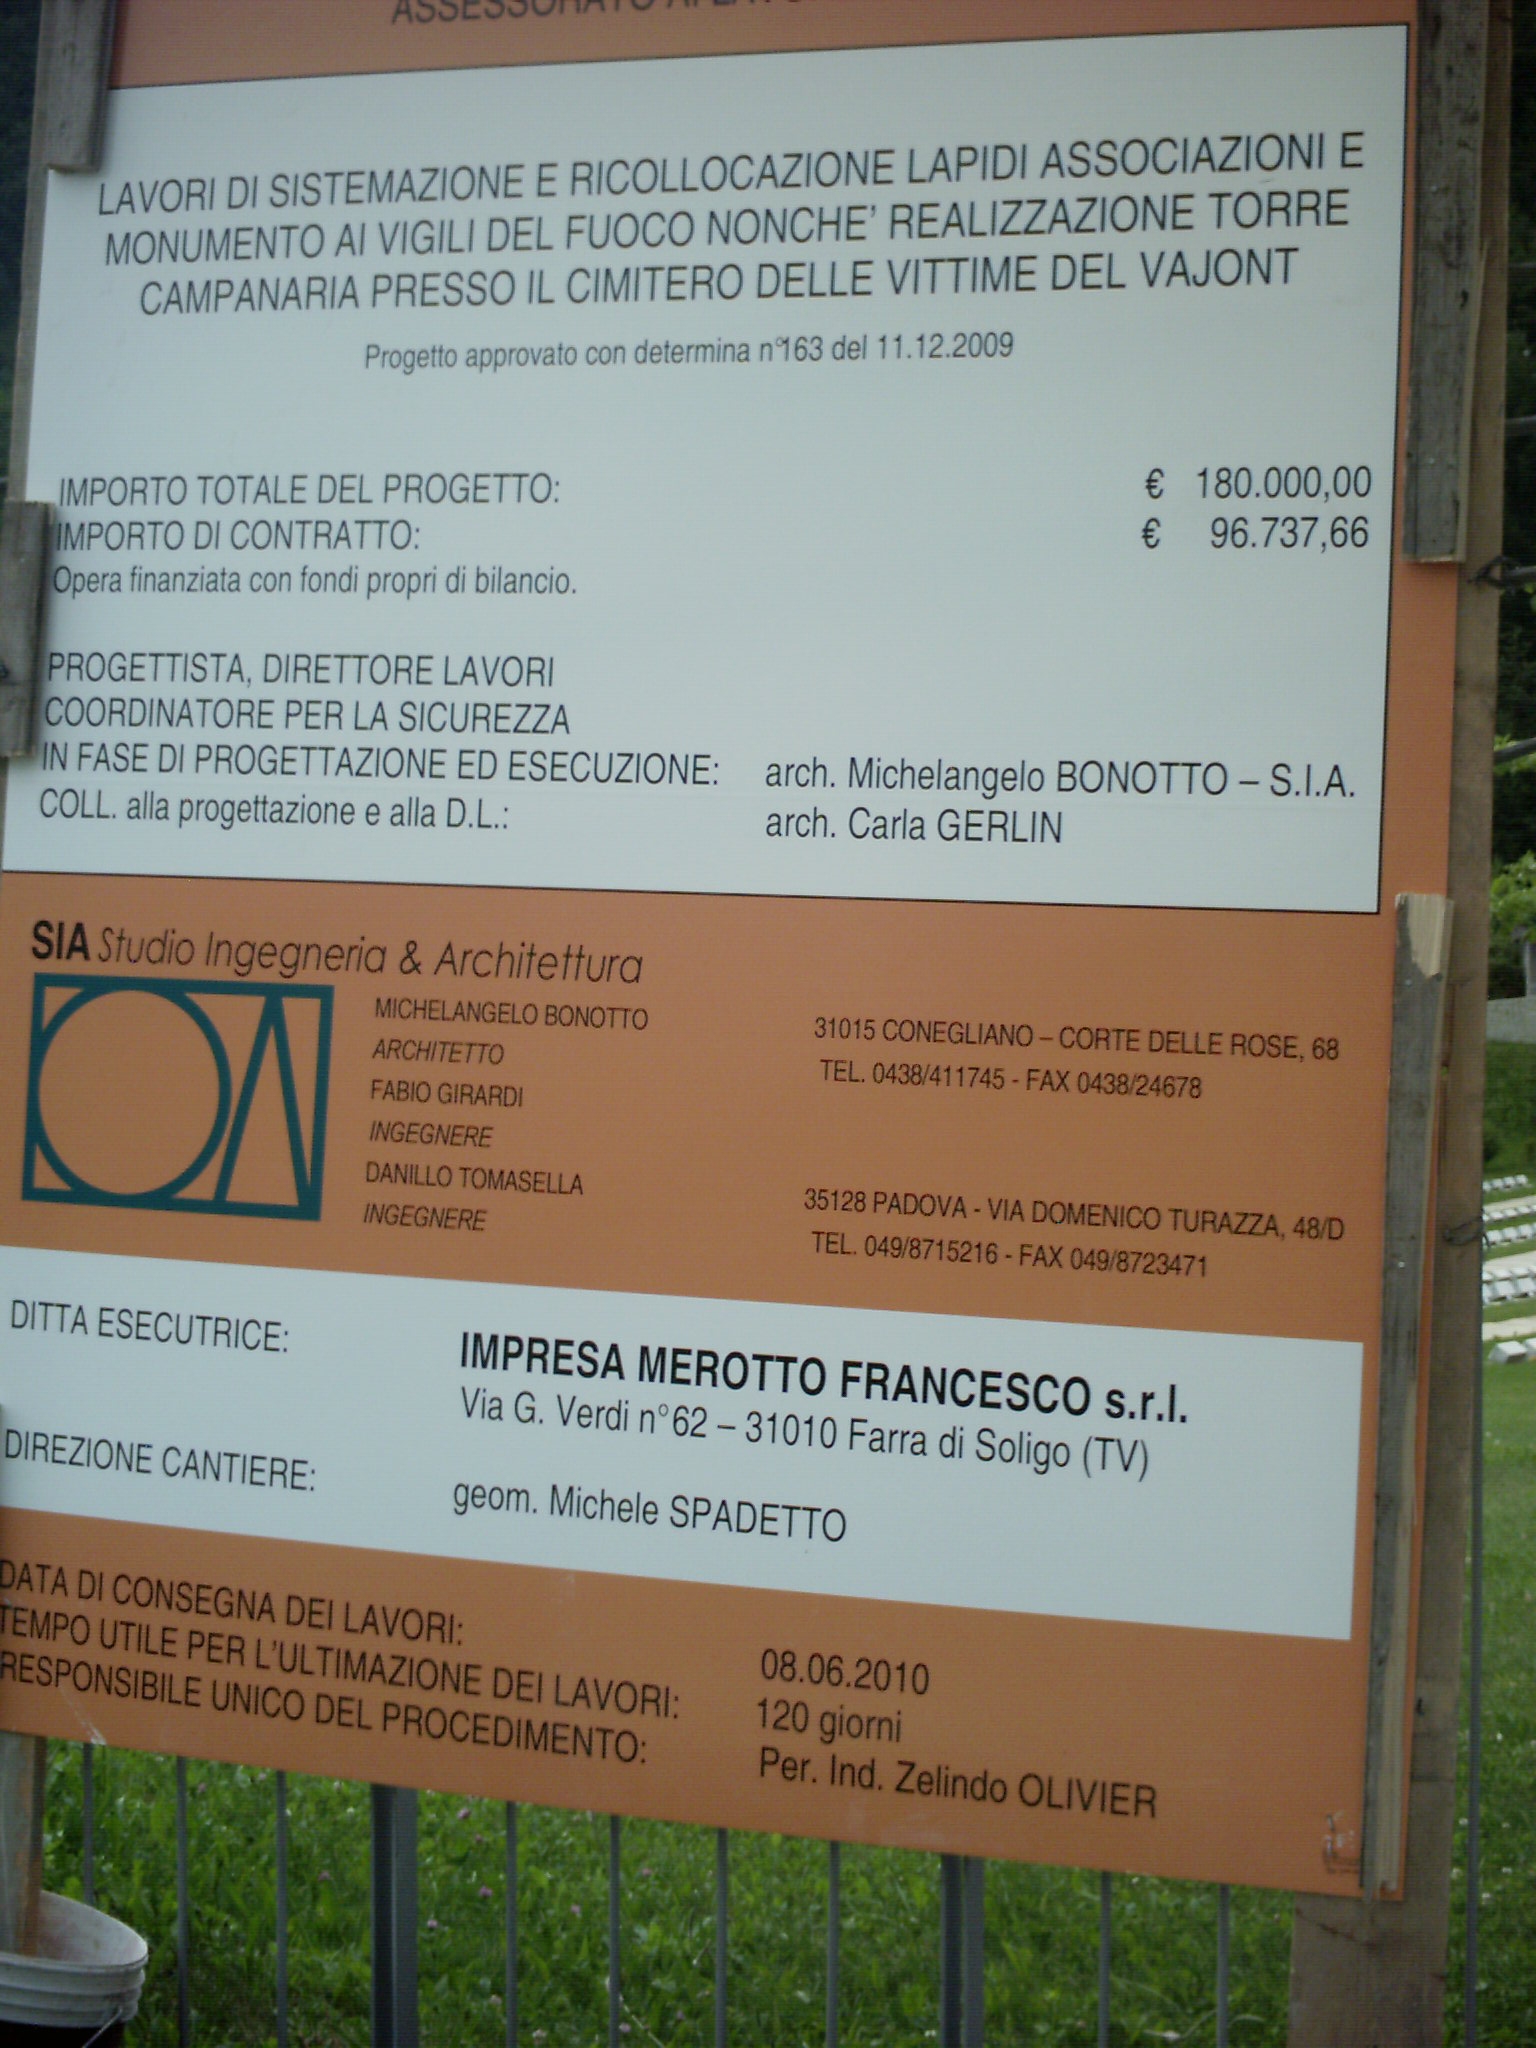 ASSESSORATO
LAVORI DI SISTEMAZIONE E RICOLLOCAZIONE LAPIDI ASSOCIAZIONI E
MONUMENTO AI VIGILI DEL FUOCO NONCHE' REALIZZAZIONE TORRE
CAMPANARIA PRESSO IL CIMITERO DELLE VITTIME DEL VAJONT
Progetto approvato con determina n°163 del 11.12.2009
IMPORTO TOTALE DEL PROGETTO: € 180.000,00
IMPORTO DI CONTRATTO: € 96.737,66
Opera finanziata con fondi propri di bilancio.
PROGETTISTA, DIRETTORE LAVORI
COORDINATORE PER LA SICUREZZA
IN FASE DI PROGETTAZIONE ED ESECUZIONE: arch. Michelangelo BONOTTO – S.I.A.
COLL. alla progettazione e alla D.L.: arch. Carla GERLIN
SIA Studio Ingegneria & Architettura
MICHELANGELO BONOTTO
ARCHITETTO
FABIO GIRARDI
INGEGNERE
DANILLO TOMASELLA
INGEGNERE
31015 CONEGLIANO – CORTE DELLE ROSE, 68
TEL. 0438/411745 - FAX 0438/24678
35128 PADOVA - VIA DOMENICO TURAZZA, 48/D
TEL. 049/8715216 - FAX 049/8723471
DITTA ESECUTRICE: IMPRESA MEROTTO FRANCESCO s.r.l.
Via G. Verdi n°62 – 31010 Farra di Soligo (TV)
DIREZIONE CANTIERE: geom. Michele SPADETTO
DATA DI CONSEGNA DEI LAVORI: 08.06.2010
TEMPO UTILE PER L'ULTIMAZIONE DEI LAVORI: 120 giorni
RESPONSIBILE UNICO DEL PROCEDIMENTO: Per. Ind. Zelindo OLIVIER